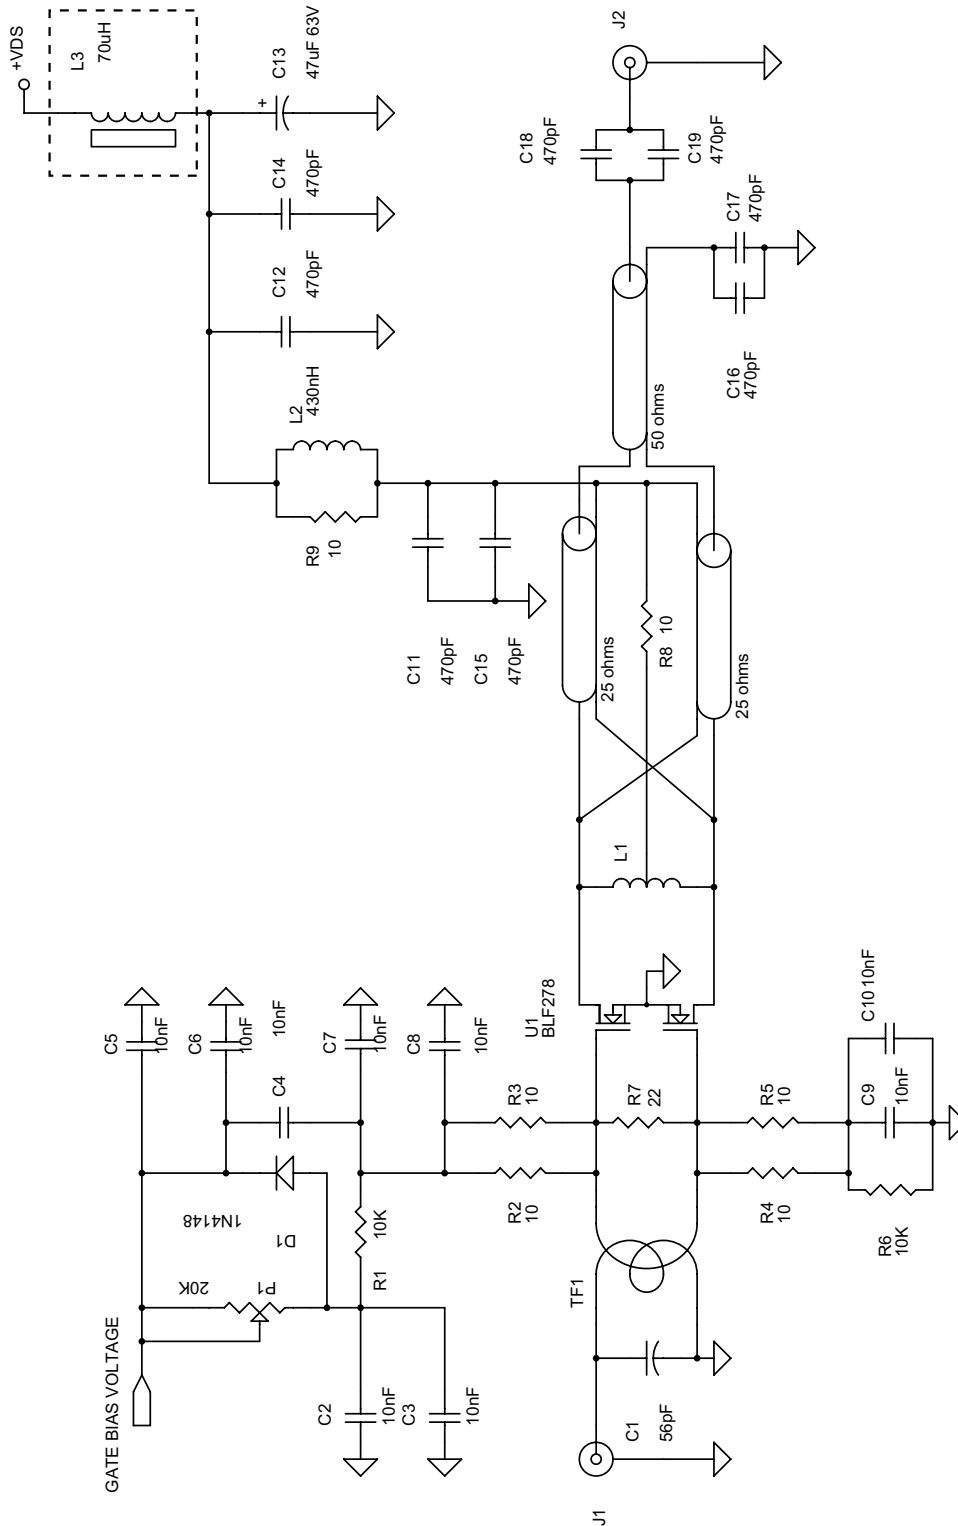 +VDS
L3
70uH
C13
47uF 63V
C14
470pF
C12
470pF
L2
430nH
R9
10
C11
470pF
C15
470pF
J2
C18
470pF
C19
470pF
C17
470pF
C16
470pF
50 ohms
25 ohms
R8 10
25 ohms
L1
U1
BLF278
C5
10nF
C6
10nF
C4
10nF
C7
10nF
C8
10nF
1N4148
D1
20K
P1
R1
10K
GATE BIAS VOLTAGE
C2
10nF
C3
10nF
R3
10
R2
10
R7
22
R5
10
R4
10
C9
10nF
C10 10nF
R6
10K
TF1
C1
56pF
J1
+